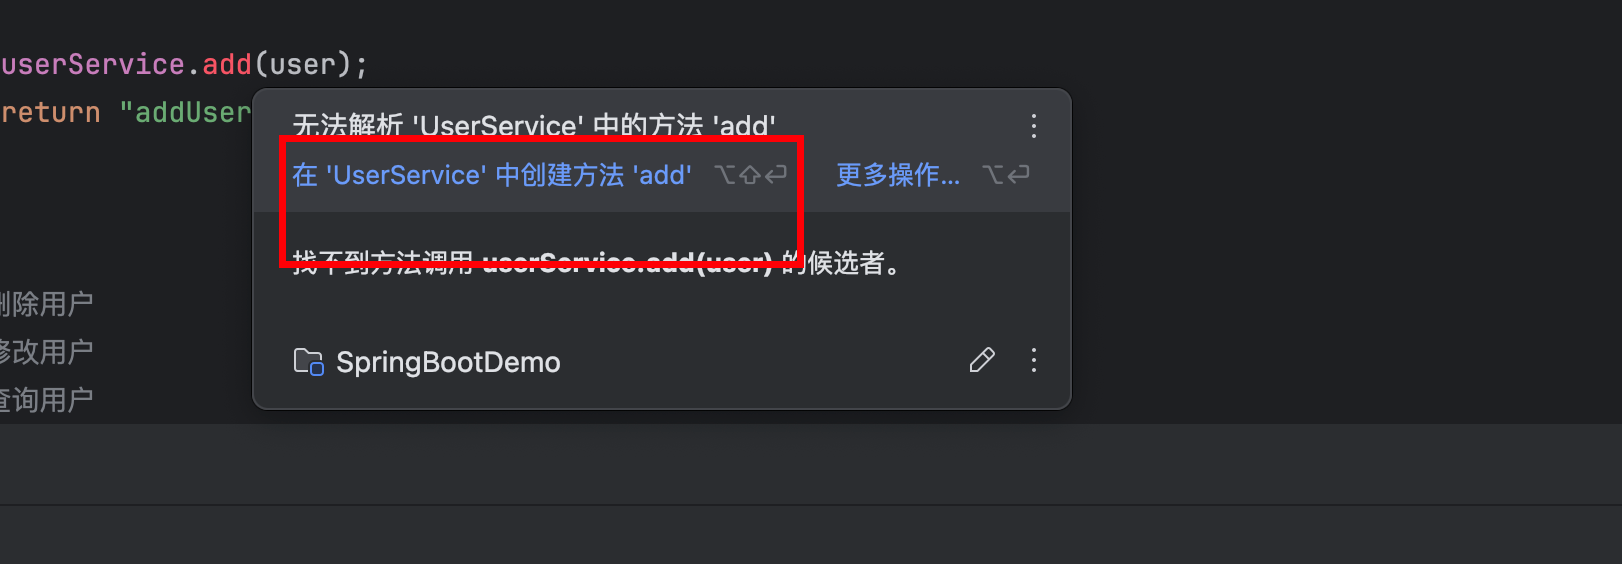 userService.add(user);
return "addUser
无法解析 'UserService' 中的方法 'add'
在 'UserService' 中创建方法 'add' ⌥⇧⏎ 更多操作... ⌥⏎
找不到方法调用 userService.add(user) 的候选者。
删除用户
修改用户
SpringBootDemo
查询用户